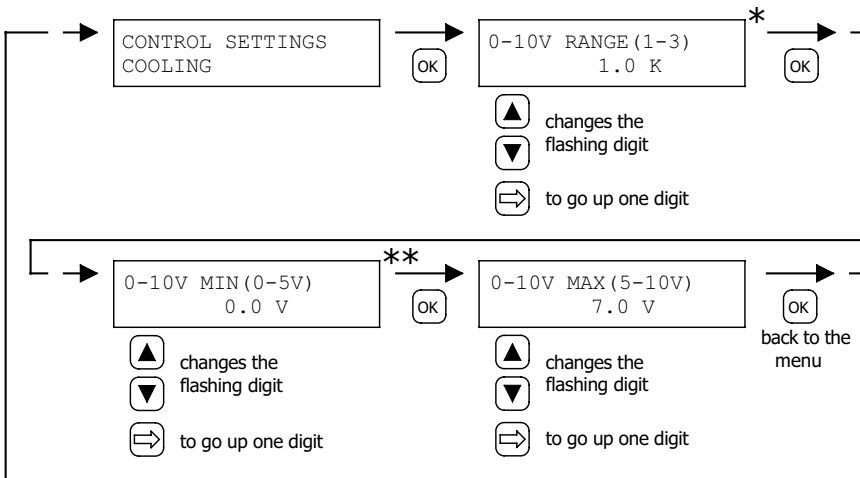 CONTROL SETTINGS
COOLING
OK
0-10V RANGE(1-3)
1.0 K
*
OK
changes the
flashing digit
to go up one digit
0-10V MIN(0-5V)
0.0 V
**
OK
0-10V MAX(5-10V)
7.0 V
OK
back to the
menu
changes the
flashing digit
to go up one digit
changes the
flashing digit
to go up one digit